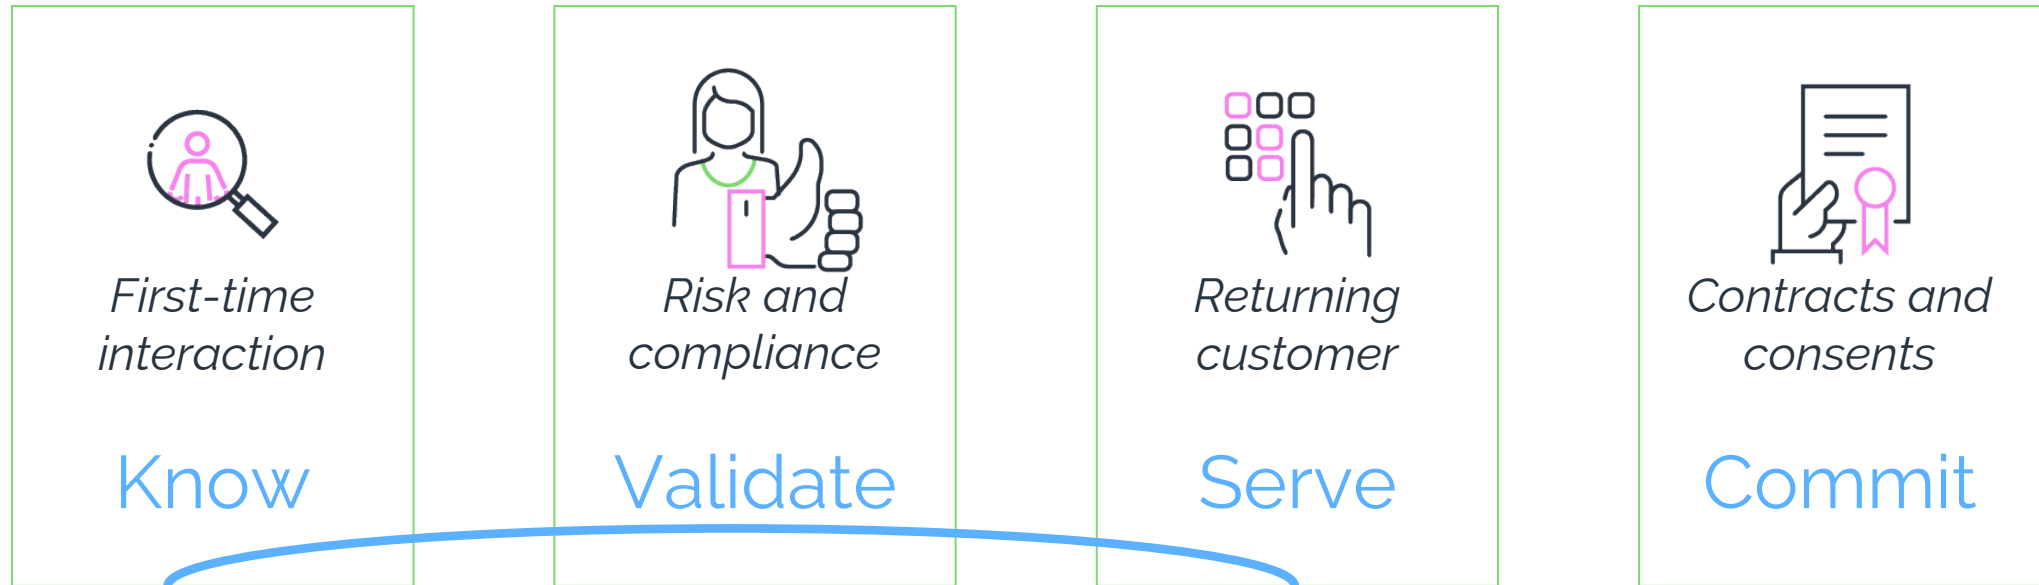 First-time
interaction
Know
Risk and
compliance
Validate
Returning
customer
Serve
Contracts and
consents
Commit